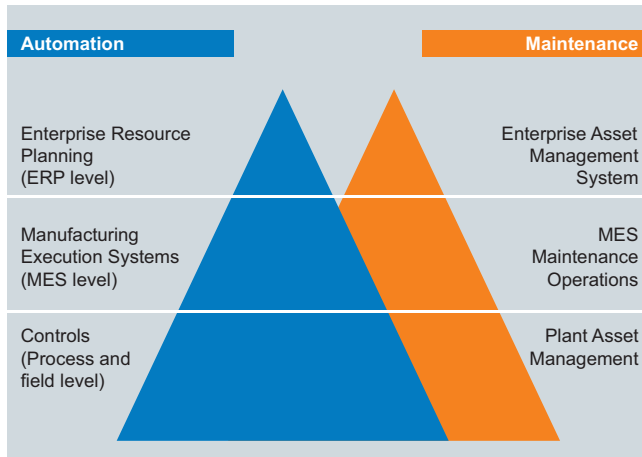 Automation
Maintenance
Enterprise Resource
Planning
(ERP level)
Enterprise Asset
Management
System
Manufacturing
Execution Systems
(MES level)
MES
Maintenance
Operations
Controls
(Process and
field level)
Plant Asset
Management